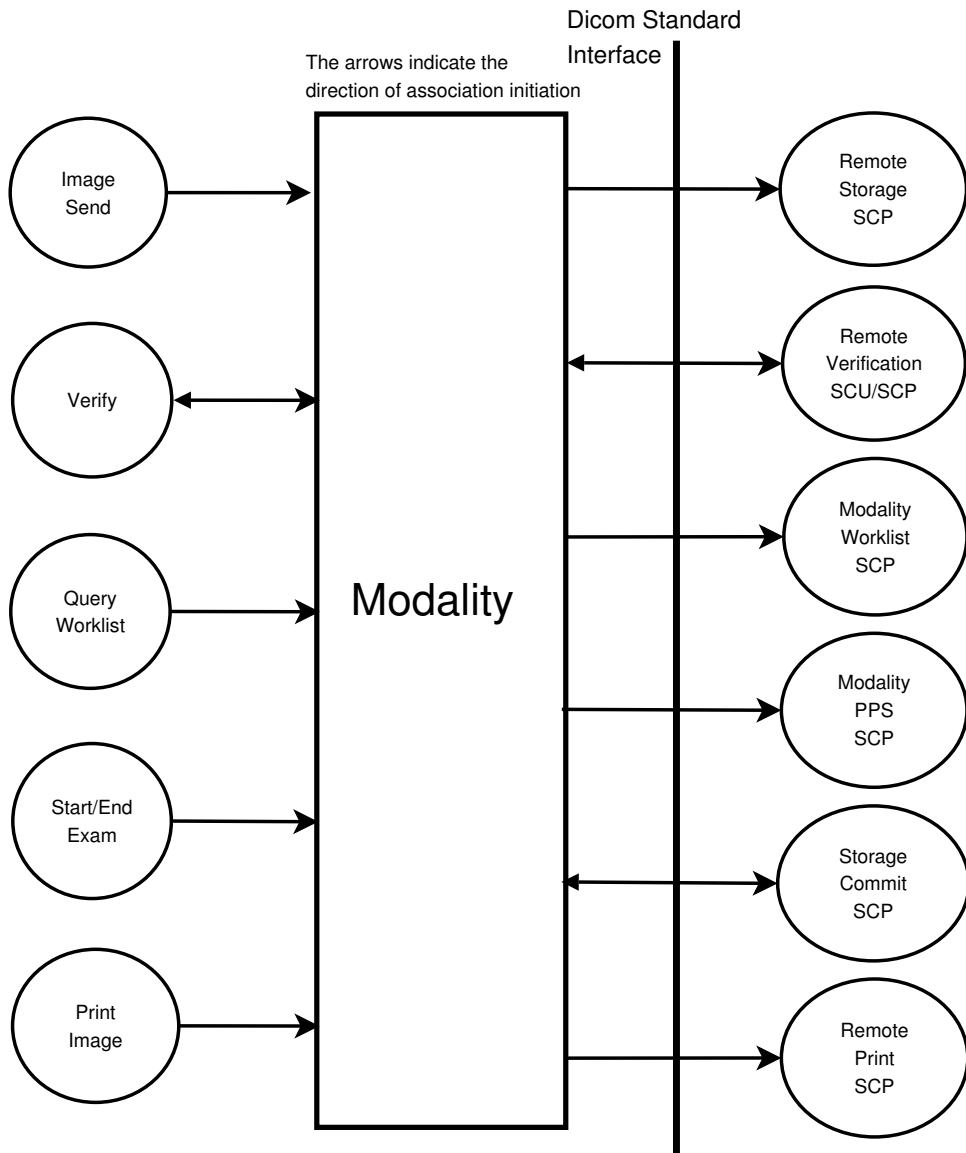 Dicom Standard
Interface
The arrows indicate the
direction of association initiation
Image
Send
Verify
Query
Worklist
Start/End
Exam
Print
Image
Modality
Remote
Storage
SCP
Remote
Verification
SCU/SCP
Modality
Worklist
SCP
Modality
PPS
SCP
Storage
Commit
SCP
Remote
Print
SCP